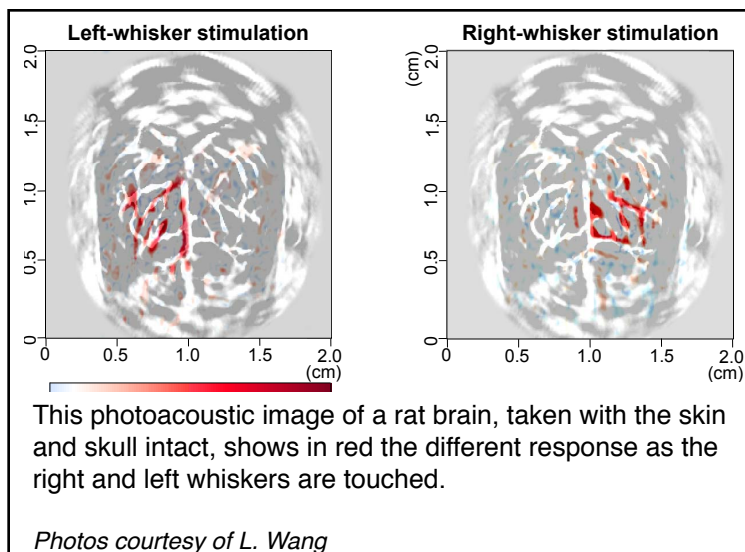 Left-whisker stimulation
2.0
1.5
1.0
0.5
0
0 0.5 1.0 1.5 2.0
(cm)
Right-whisker stimulation
(cm)
2.0
1.5
1.0
0.5
0
0 0.5 1.0 1.5 2.0
(cm)
This photoacoustic image of a rat brain, taken with the skin
and skull intact, shows in red the different response as the
right and left whiskers are touched.
Photos courtesy of L. Wang